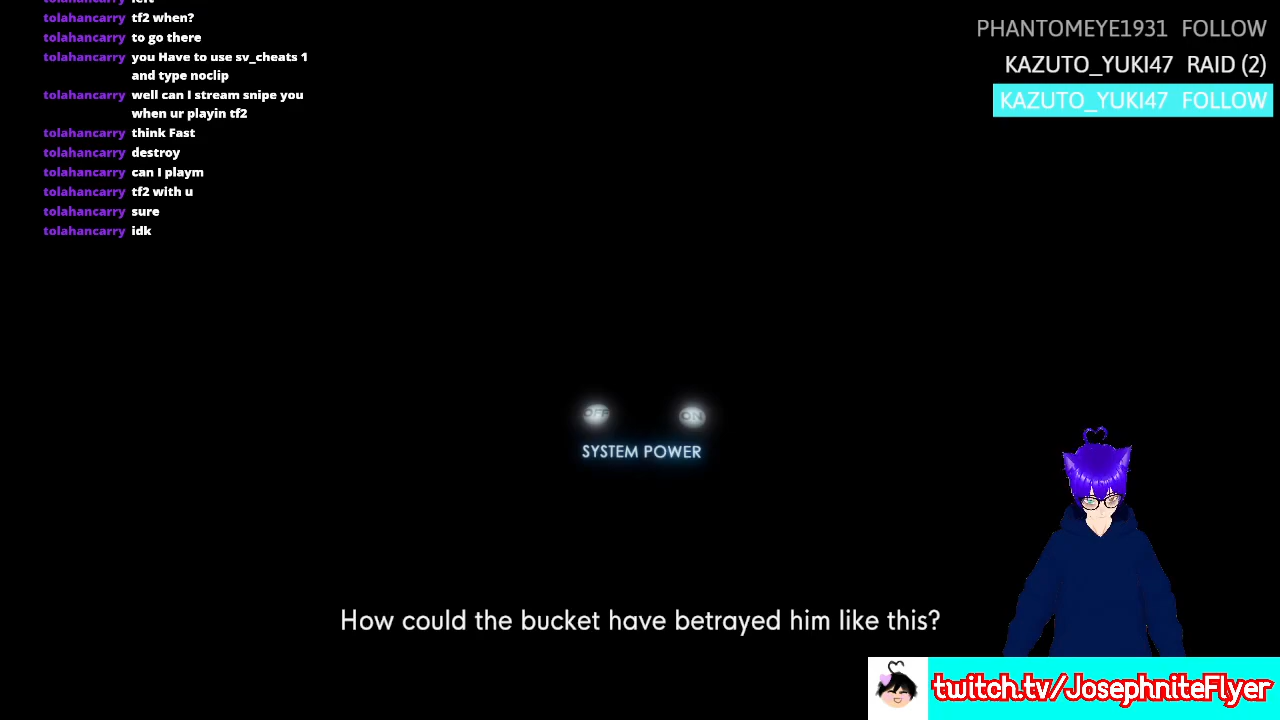 tolahancarry tf2 when?
tolahancarry to go there
tolahancarry you Have to use sv_cheats 1
and type noclip
tolahancarry well can I stream snipe you
when ur playin tf2
tolahancarry think Fast
tolahancarry destroy
tolahancarry can I playm
tolahancarry tf2 with u
tolahancarry sure
tolahancarry idk
PHANTOMEYE1931 FOLLOW
KAZUTO_YUKI47 RAID (2)
KAZUTO_YUKI47 FOLLOW
OFF ON
SYSTEM POWER
How could the bucket have betrayed him like this?
twitch.tv/JosephniteFlyer